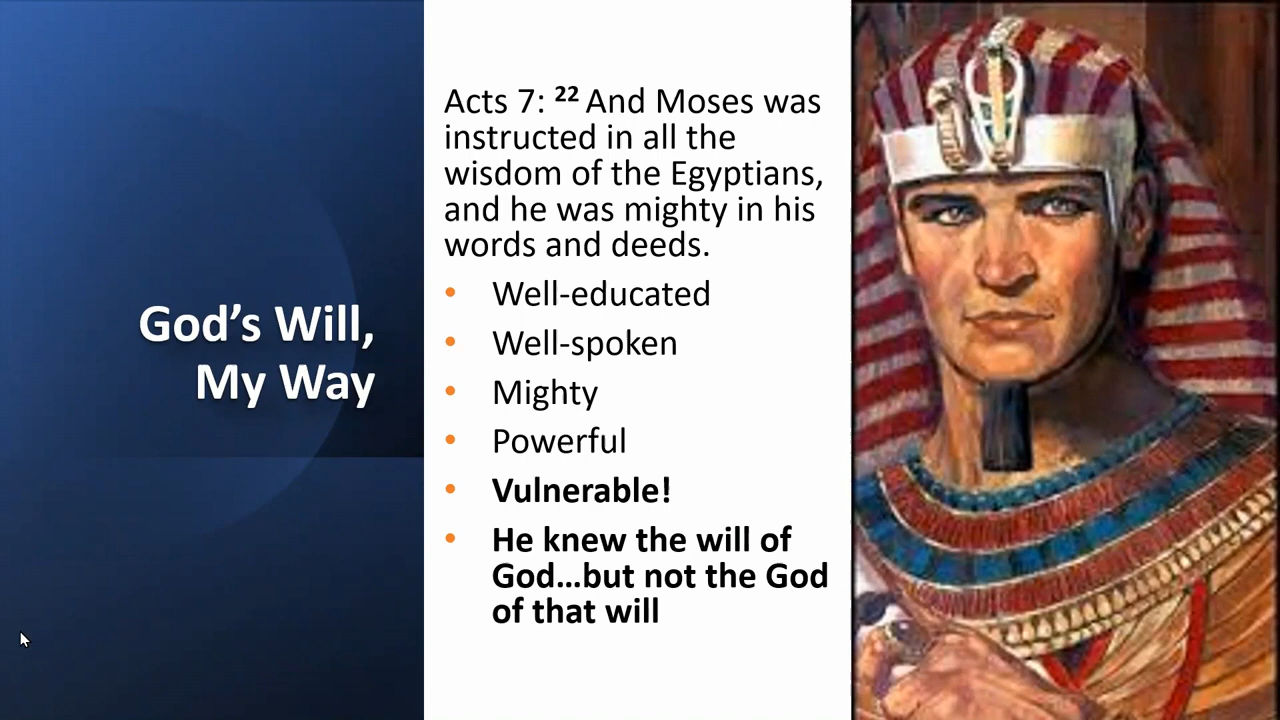 God’s Will,
My Way
Acts 7: 22 And Moses was
instructed in all the
wisdom of the Egyptians,
and he was mighty in his
words and deeds.
• Well-educated
• Well-spoken
• Mighty
• Powerful
• Vulnerable!
• He knew the will of
God…but not the God
of that will